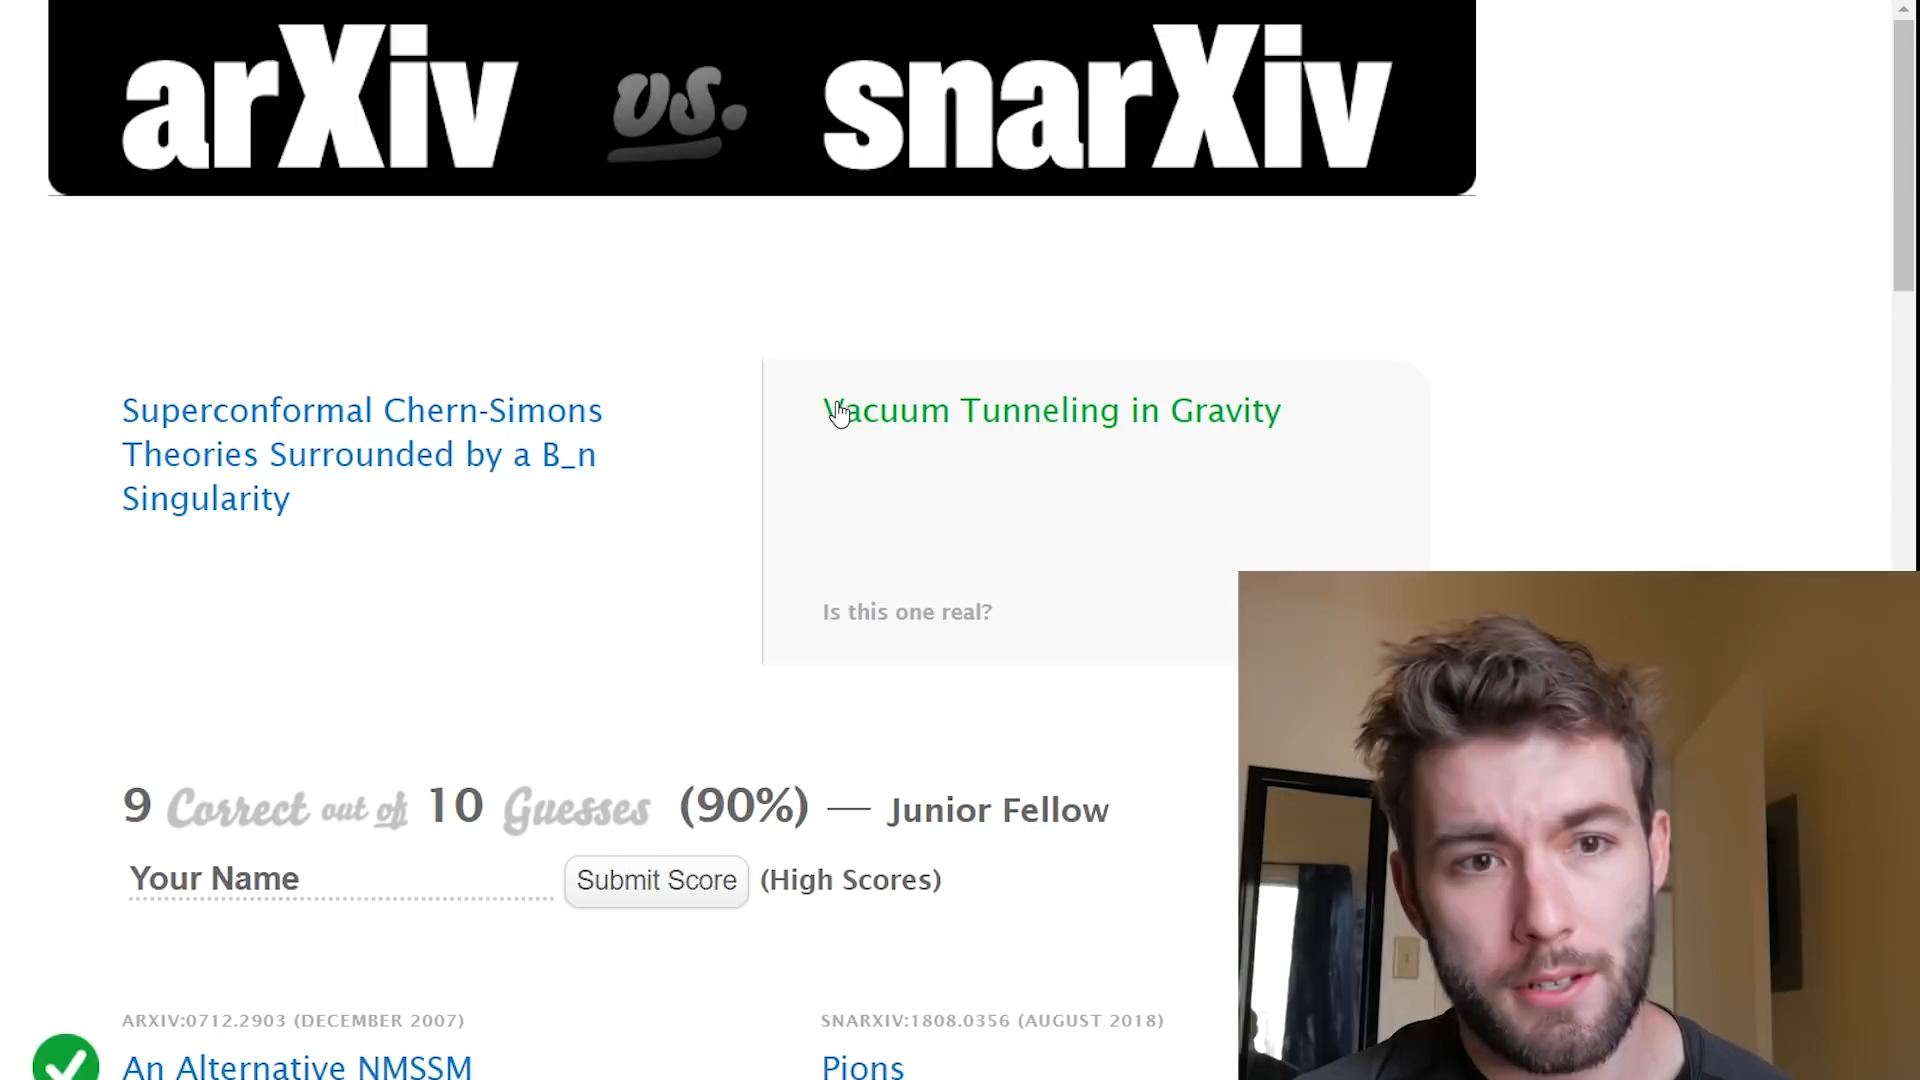 arXiv vs. snarXiv
Superconformal Chern-Simons
Theories Surrounded by a B_n
Singularity
Vacuum Tunneling in Gravity
Is this one real?
9 Correct out of 10 Guesses (90%) — Junior Fellow
Your Name
Submit Score (High Scores)
ARXIV:0712.2903 (DECEMBER 2007)
An Alternative NMSSM
SNARXIV:1808.0356 (AUGUST 2018)
Pions